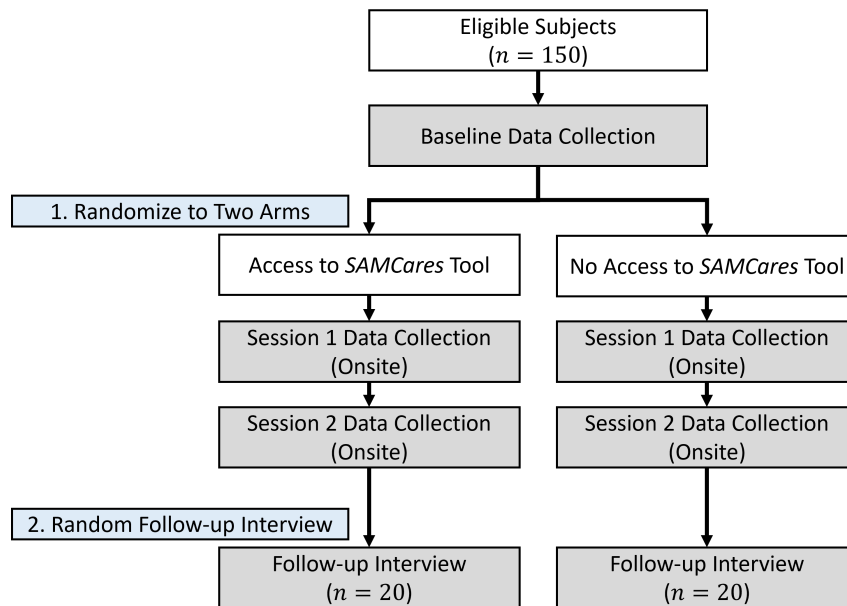 Eligible Subjects
(𝑛 = 150)
Baseline Data Collection
1. Randomize to Two Arms
Access to SAMCares Tool
No Access to SAMCares Tool
Session 1 Data Collection
(Onsite)
Session 1 Data Collection
(Onsite)
Session 2 Data Collection
(Onsite)
Session 2 Data Collection
(Onsite)
2. Random Follow-up Interview
Follow-up Interview
(𝑛 = 20)
Follow-up Interview
(𝑛 = 20)